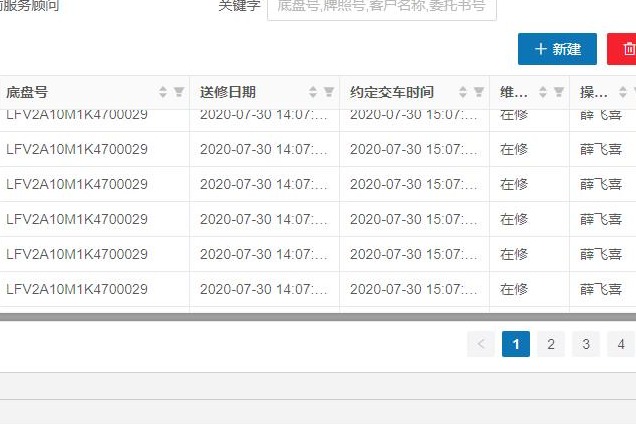 服务顾问 关键字 底盘号,牌照号,客户名称,委托书号
+ 新建
底盘号 送修日期 约定交车时间 维... 操...
LFV2A10M1K4700029 2020-07-30 14:07:... 2020-07-30 15:07:... 在修 薛飞喜
LFV2A10M1K4700029 2020-07-30 14:07:... 2020-07-30 15:07:... 在修 薛飞喜
LFV2A10M1K4700029 2020-07-30 14:07:... 2020-07-30 15:07:... 在修 薛飞喜
LFV2A10M1K4700029 2020-07-30 14:07:... 2020-07-30 15:07:... 在修 薛飞喜
LFV2A10M1K4700029 2020-07-30 14:07:... 2020-07-30 15:07:... 在修 薛飞喜
LFV2A10M1K4700029 2020-07-30 14:07:... 2020-07-30 15:07:... 在修 薛飞喜
< 1 2 3 4